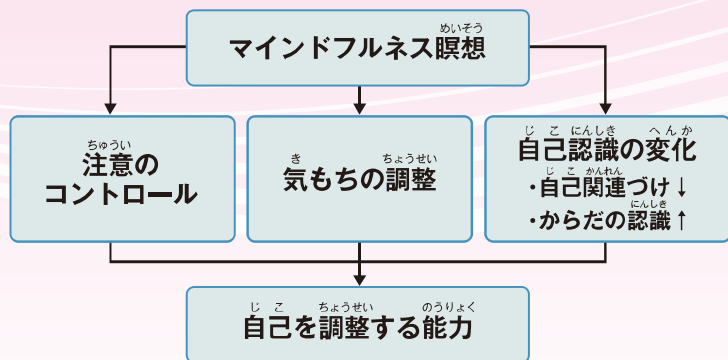 めいそう
マインドフルネス瞑想
ちゅうい
注意の
コントロール
き ちょうせい
気もちの調整
じ こ にんしき へんか
自己認識の変化
じ こ かんれん
・自己関連づけ↓
にんしき
・からだの認識↑
じ こ ちょうせい のうりょく
自己を調整する能力